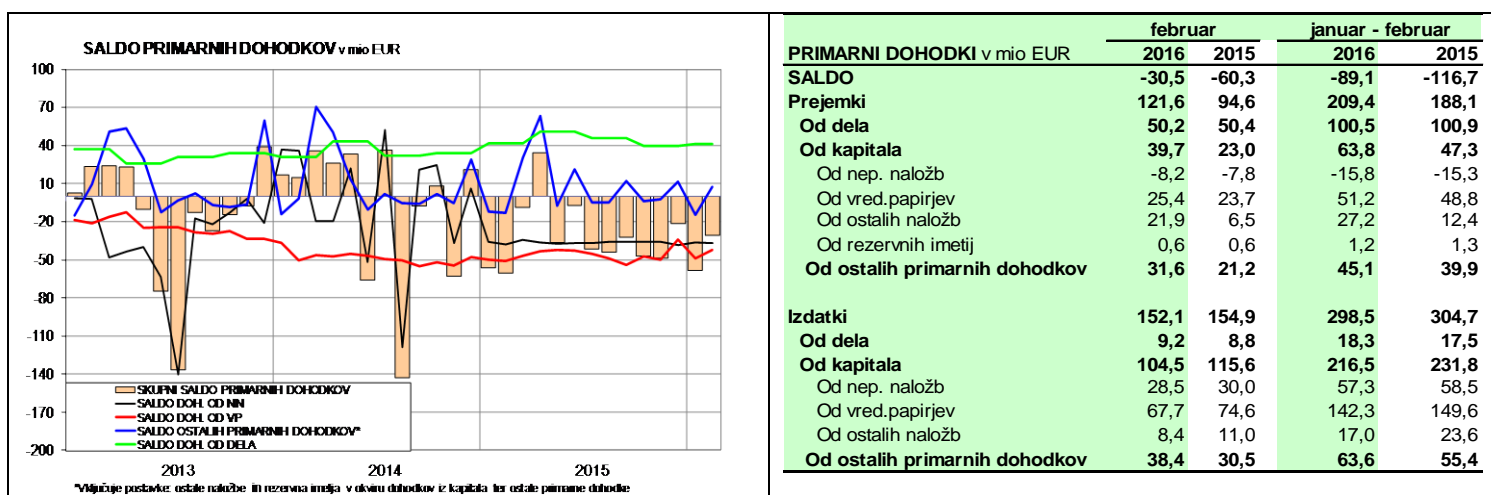 SALDO PRIMARNIH DOHODKOV v mio EUR
100
70
40
10
-20
-50
-80
-110
-140
-170
-200
SKUPNI SALDO PRIMARNIH DOHODKOV
SALDO DOH. OD NN
SALDO DOH. OD VP
SALDO OSTALIH PRIMARNIH DOHODKOV*
SALDO DOH. OD DELA
2013 2014 2015
*Vključuje postavke: ostale naložbe in rezervna imetja v okviru dohodkov iz kapitala ter ostale primarne dohodke
februar januar - februar
PRIMARNI DOHODKI v mio EUR 2016 2015 2016 2015
SALDO -30,5 -60,3 -89,1 -116,7
Prejemki 121,6 94,6 209,4 188,1
Od dela 50,2 50,4 100,5 100,9
Od kapitala 39,7 23,0 63,8 47,3
Od nep. naložb -8,2 -7,8 -15,8 -15,3
Od vred.papirjev 25,4 23,7 51,2 48,8
Od ostalih naložb 21,9 6,5 27,2 12,4
Od rezervnih imetij 0,6 0,6 1,2 1,3
Od ostalih primarnih dohodkov 31,6 21,2 45,1 39,9
Izdatki 152,1 154,9 298,5 304,7
Od dela 9,2 8,8 18,3 17,5
Od kapitala 104,5 115,6 216,5 231,8
Od nep. naložb 28,5 30,0 57,3 58,5
Od vred.papirjev 67,7 74,6 142,3 149,6
Od ostalih naložb 8,4 11,0 17,0 23,6
Od ostalih primarnih dohodkov 38,4 30,5 63,6 55,4